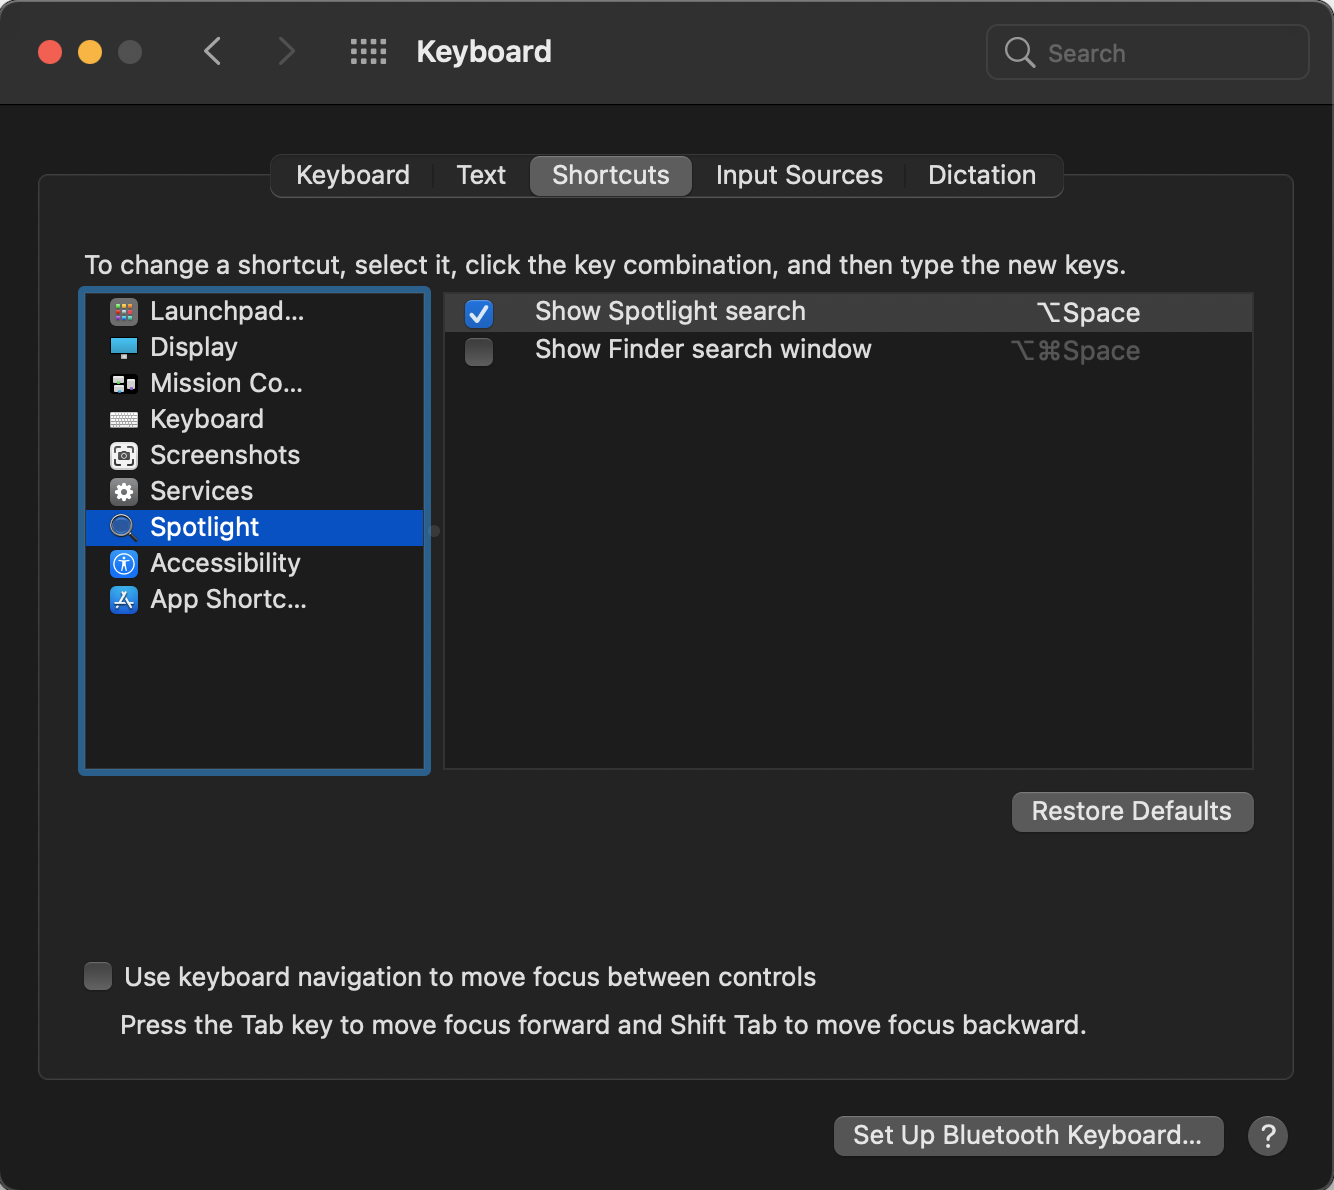 Keyboard
Search
Keyboard
Text
Shortcuts
Input Sources
Dictation
To change a shortcut, select it, click the key combination, and then type the new keys.
Launchpad...
Display
Mission Co...
Keyboard
Screenshots
Services
Spotlight
Accessibility
App Shortc...
Show Spotlight search ⌥Space
Show Finder search window ⌥⌘Space
Restore Defaults
Use keyboard navigation to move focus between controls
Press the Tab key to move focus forward and Shift Tab to move focus backward.
Set Up Bluetooth Keyboard...
?